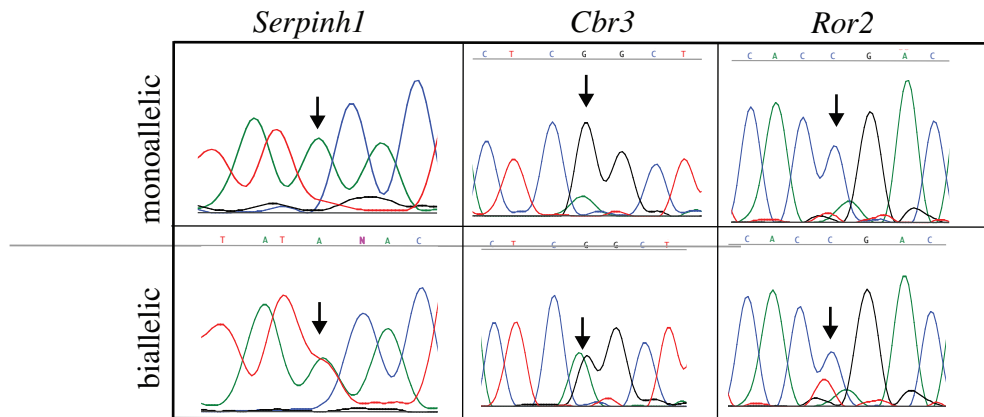 Serpinh1 Cbr3 Ror2
monoallelic
C T C G G C T
C A C C G A C
biallelic
T A T A N A C
C T C G G C T
C A C C G A C